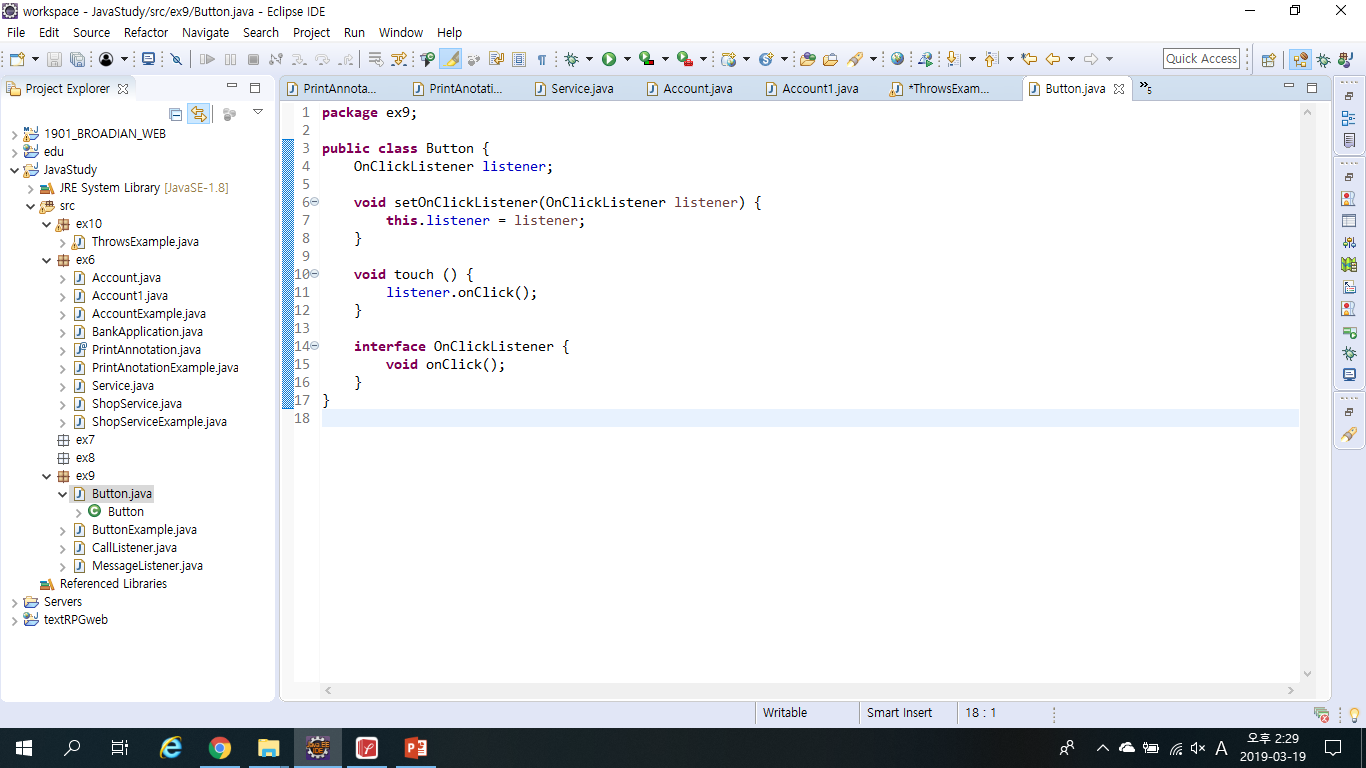 workspace - JavaStudy/src/ex9/Button.java - Eclipse IDE
File Edit Source Refactor Navigate Search Project Run Window Help
Quick Access
Project Explorer
PrintAnnota... PrintAnotati... Service.java Account.java Account1.java *ThrowsExam... Button.java »5
1901_BROADIAN_WEB
edu
JavaStudy
JRE System Library [JavaSE-1.8]
src
ex10
ThrowsExample.java
ex6
Account.java
Account1.java
AccountExample.java
BankApplication.java
PrintAnnotation.java
PrintAnotationExample.java
Service.java
ShopService.java
ShopServiceExample.java
ex7
ex8
ex9
Button.java
Button
ButtonExample.java
CallListener.java
MessageListener.java
Referenced Libraries
Servers
textRPGweb
1 package ex9;
2
3 public class Button {
4 OnClickListener listener;
5
6 void setOnClickListener(OnClickListener listener) {
7 this.listener = listener;
8 }
9
10 void touch () {
11 listener.onClick();
12 }
13
14 interface OnClickListener {
15 void onClick();
16 }
17 }
18
Writable Smart Insert 18 : 1
A
오후 2:29
2019-03-19